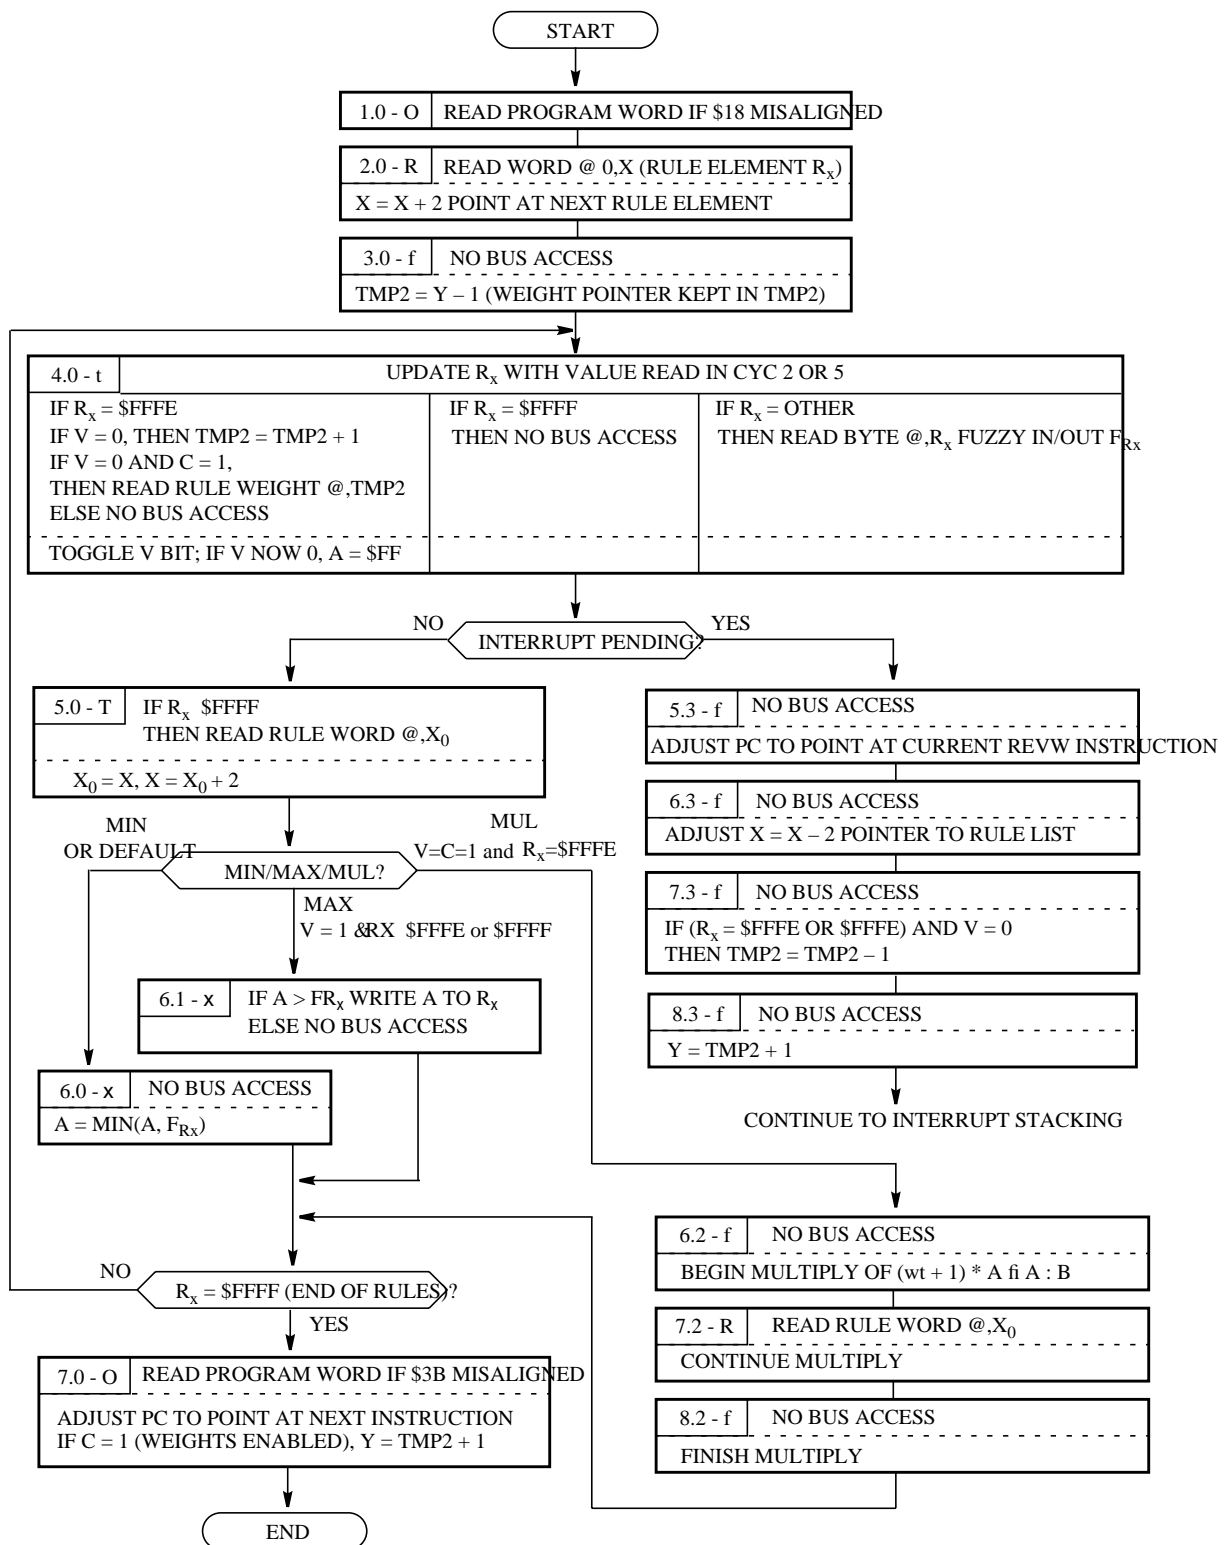 START
1.0 - O READ PROGRAM WORD IF $18 MISALIGNED
2.0 - R READ WORD @ 0,X (RULE ELEMENT Rx)
X = X + 2 POINT AT NEXT RULE ELEMENT
3.0 - f NO BUS ACCESS
TMP2 = Y – 1 (WEIGHT POINTER KEPT IN TMP2)
4.0 - t UPDATE Rx WITH VALUE READ IN CYC 2 OR 5
IF Rx = $FFFE
IF V = 0, THEN TMP2 = TMP2 + 1
IF V = 0 AND C = 1,
THEN READ RULE WEIGHT @,TMP2
ELSE NO BUS ACCESS
TOGGLE V BIT; IF V NOW 0, A = $FF
IF Rx = $FFFF
THEN NO BUS ACCESS
IF Rx = OTHER
THEN READ BYTE @,Rx FUZZY IN/OUT FRx
NO
INTERRUPT PENDING?
YES
5.0 - T IF Rx $FFFF
THEN READ RULE WORD @,X0
X0 = X, X = X0 + 2
5.3 - f NO BUS ACCESS
ADJUST PC TO POINT AT CURRENT REVW INSTRUCTION
6.3 - f NO BUS ACCESS
ADJUST X = X – 2 POINTER TO RULE LIST
7.3 - f NO BUS ACCESS
IF (Rx = $FFFE OR $FFFE) AND V = 0
THEN TMP2 = TMP2 – 1
8.3 - f NO BUS ACCESS
Y = TMP2 + 1
CONTINUE TO INTERRUPT STACKING
MIN
OR DEFAULT
MIN/MAX/MUL?
MUL
V=C=1 and Rx=$FFFE
MAX
V = 1 &RX $FFFE or $FFFF
6.1 - x IF A > FRx WRITE A TO Rx
ELSE NO BUS ACCESS
6.0 - x NO BUS ACCESS
A = MIN(A, FRx)
6.2 - f NO BUS ACCESS
BEGIN MULTIPLY OF (wt + 1) * A fi A : B
7.2 - R READ RULE WORD @,X0
CONTINUE MULTIPLY
8.2 - f NO BUS ACCESS
FINISH MULTIPLY
NO
Rx = $FFFF (END OF RULES)?
YES
7.0 - O READ PROGRAM WORD IF $3B MISALIGNED
ADJUST PC TO POINT AT NEXT INSTRUCTION
IF C = 1 (WEIGHTS ENABLED), Y = TMP2 + 1
END